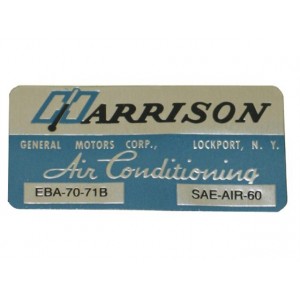 HARRISON
GENERAL MOTORS CORP., LOCKPORT, N. Y.
Air Conditioning
EBA-70-71B SAE-AIR-60